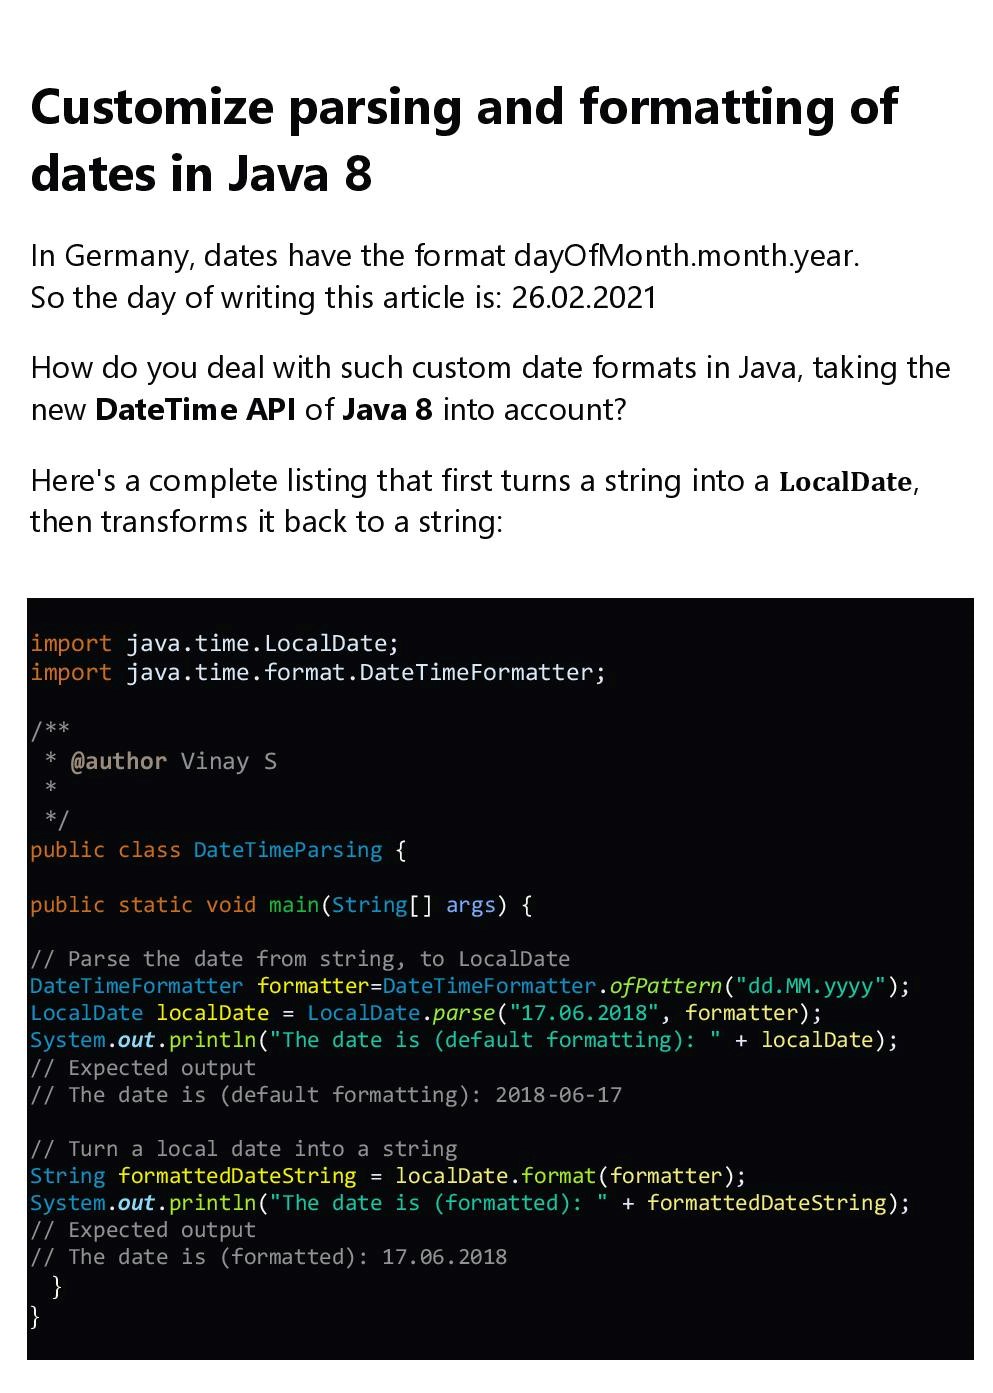 Customize parsing and formatting of
dates in Java 8
In Germany, dates have the format dayOfMonth.month.year.
So the day of writing this article is: 26.02.2021
How do you deal with such custom date formats in Java, taking the
new DateTime API of Java 8 into account?
Here's a complete listing that first turns a string into a LocalDate,
then transforms it back to a string:
import java.time.LocalDate;
import java.time.format.DateTimeFormatter;
/**
 * @author Vinay S
 *
 */
public class DateTimeParsing {
public static void main(String[] args) {
// Parse the date from string, to LocalDate
DateTimeFormatter formatter=DateTimeFormatter.ofPattern("dd.MM.yyyy");
LocalDate localDate = LocalDate.parse("17.06.2018", formatter);
System.out.println("The date is (default formatting): " + localDate);
// Expected output
// The date is (default formatting): 2018-06-17
// Turn a local date into a string
String formattedDateString = localDate.format(formatter);
System.out.println("The date is (formatted): " + formattedDateString);
// Expected output
// The date is (formatted): 17.06.2018
  }
}